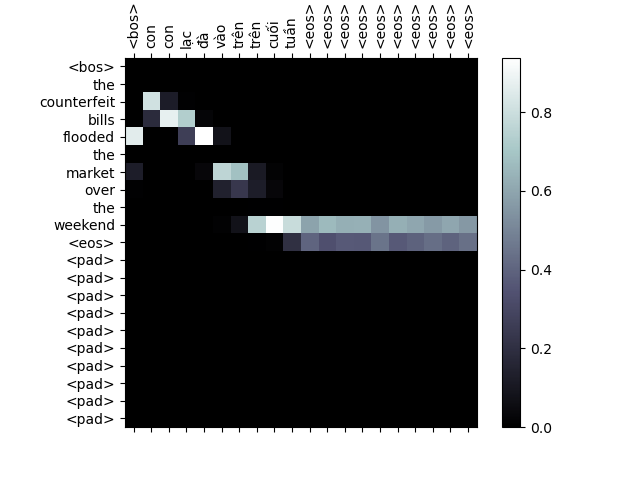 <bos> con con lạc đà vào trên trên cuối tuần <eos> <eos> <eos> <eos> <eos> <eos> <eos> <eos> <eos> <eos>
<bos>
the
counterfeit
bills
flooded
the
market
over
the
weekend
<eos>
<pad>
<pad>
<pad>
<pad>
<pad>
<pad>
<pad>
<pad>
<pad>
0.8
0.6
0.4
0.2
0.0